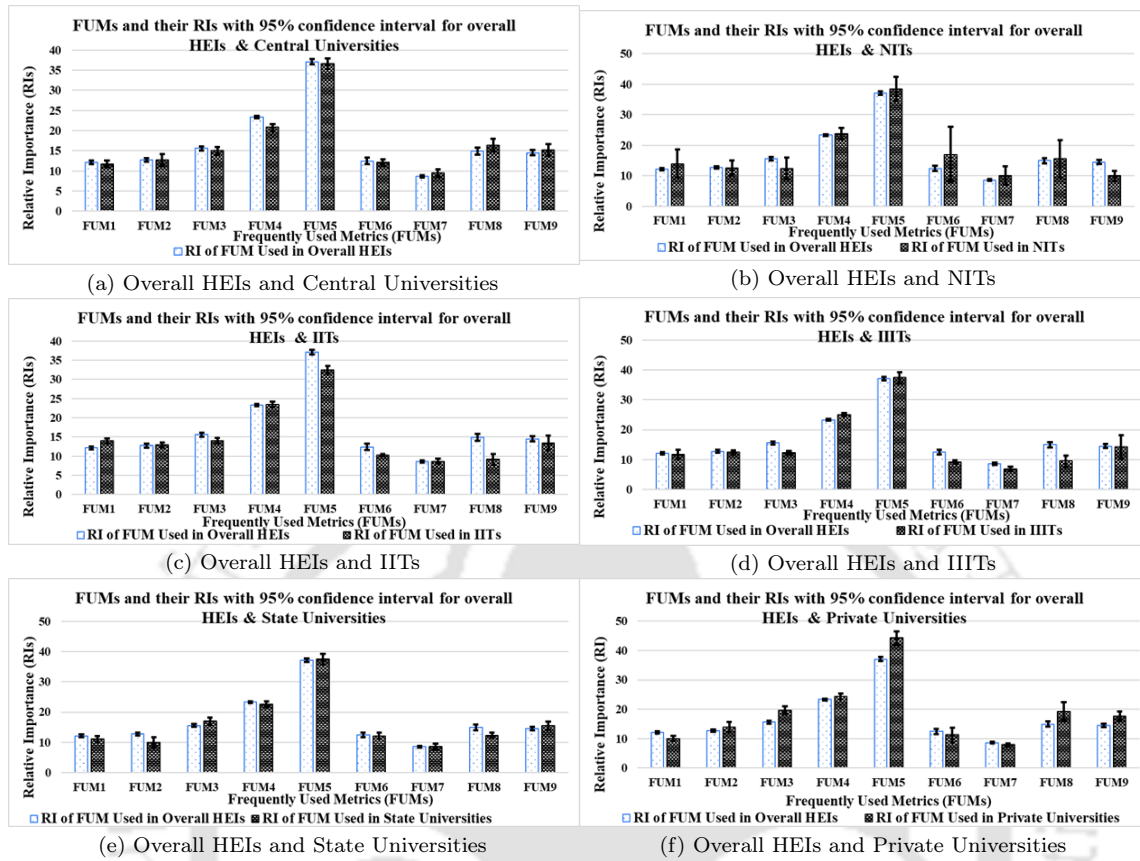 FUMs and their RIs with 95% confidence interval for overall
HEIs & Central Universities
Relative Importance (RIs)
40
35
30
25
20
15
10
5
0
FUM1 FUM2 FUM3 FUM4 FUM5 FUM6 FUM7 FUM8 FUM9
Frequently Used Metrics (FUMs)
RI of FUM Used in Overall HEIs
(a) Overall HEIs and Central Universities
FUMs and their RIs with 95% confidence interval for overall
HEIs & NITs
Relative Importance (RIs)
50
40
30
20
10
0
FUM1 FUM2 FUM3 FUM4 FUM5 FUM6 FUM7 FUM8 FUM9
Frequently Used Metrics (FUMs)
RI of FUM Used in Overall HEIs RI of FUM Used in NITs
(b) Overall HEIs and NITs
FUMs and their RIs with 95% confidence interval for overall
HEIs & IITs
Relative Importance (RIs)
40
35
30
25
20
15
10
5
0
FUM1 FUM2 FUM3 FUM4 FUM5 FUM6 FUM7 FUM8 FUM9
Frequently Used Metrics (FUMs)
RI of FUM Used in Overall HEIs RI of FUM Used in IITs
(c) Overall HEIs and IITs
FUMs and their RIs with 95% confidence interval for overall
HEIs & IIITs
Relative Importance (RIs)
50
40
30
20
10
0
FUM1 FUM2 FUM3 FUM4 FUM5 FUM6 FUM7 FUM8 FUM9
Frequently Used Metrics (FUMs)
RI of FUM Used in Overall HEIs RI of FUM Used in IIITs
(d) Overall HEIs and IIITs
FUMs and their RIs with 95% confidence interval for overall
HEIs & State Universities
Relative Importance (RIs)
50
40
30
20
10
0
FUM1 FUM2 FUM3 FUM4 FUM5 FUM6 FUM7 FUM8 FUM9
Frequently Used Metrics (FUMs)
RI of FUM Used in Overall HEIs RI of FUM Used in State Universities
(e) Overall HEIs and State Universities
FUMs and their RIs with 95% confidence interval for overall
HEIs & Private Universities
Relative Importance (RI)
50
40
30
20
10
0
FUM1 FUM2 FUM3 FUM4 FUM5 FUM6 FUM7 FUM8 FUM9
Frequently Used Metrics (FUMs)
RI of FUM Used in Overall HEIs RI of FUM Used in Private Universities
(f) Overall HEIs and Private Universities